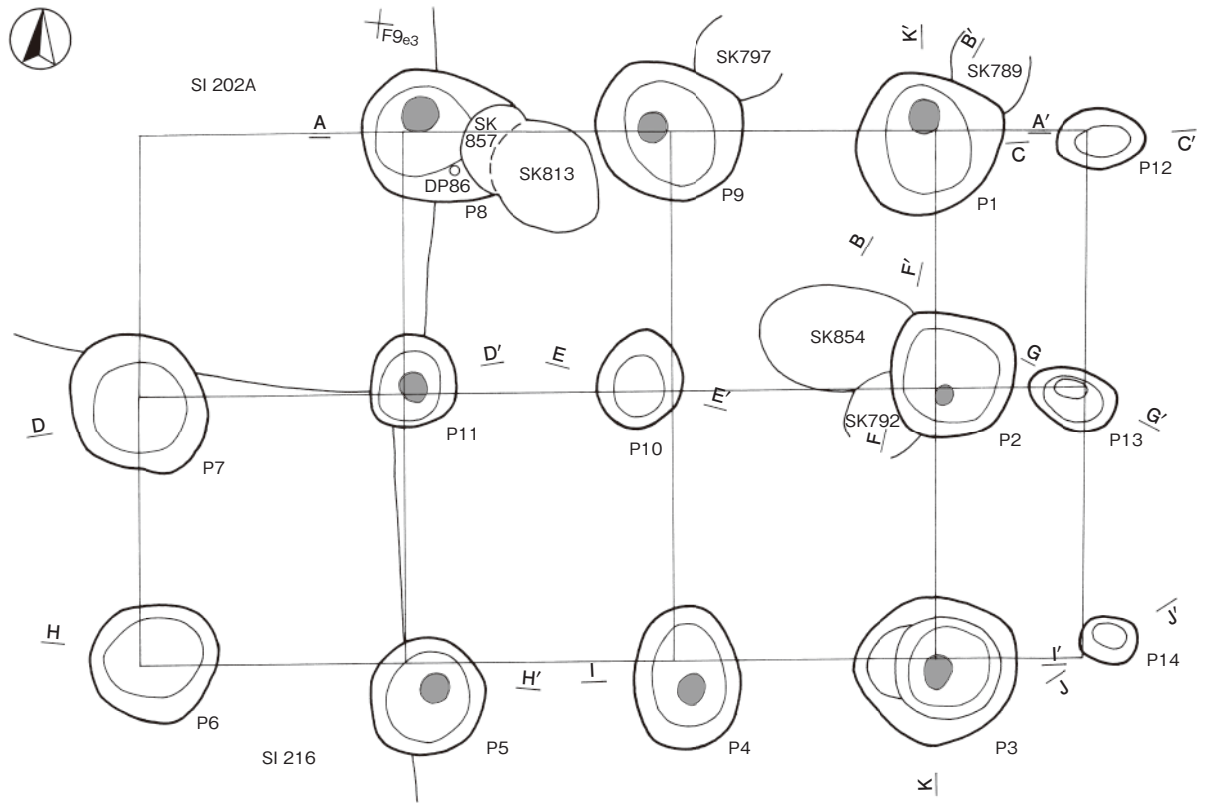 F9e3
SI 202A
SK797
K′
B′
SK789
A
A′
C
C′
SK
857
SK813
DP86
P8
P9
P1
P12
B
F′
SK854
D′
E
G
E′
G′
D
SK792
F
P11
P10
P2
P13
P7
H
H′
I
I′
J
J′
P14
P6
P5
P4
P3
SI 216
K